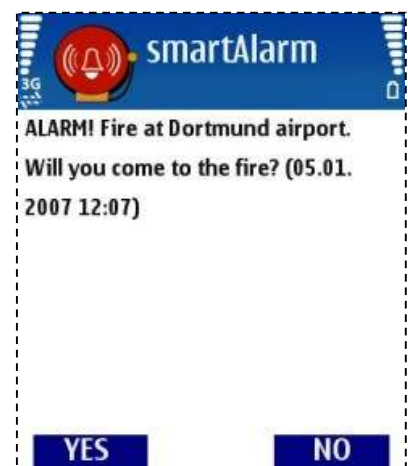 smartAlarm
3G
ALARM! Fire at Dortmund airport.
Will you come to the fire? (05.01.
2007 12:07)
YES NO